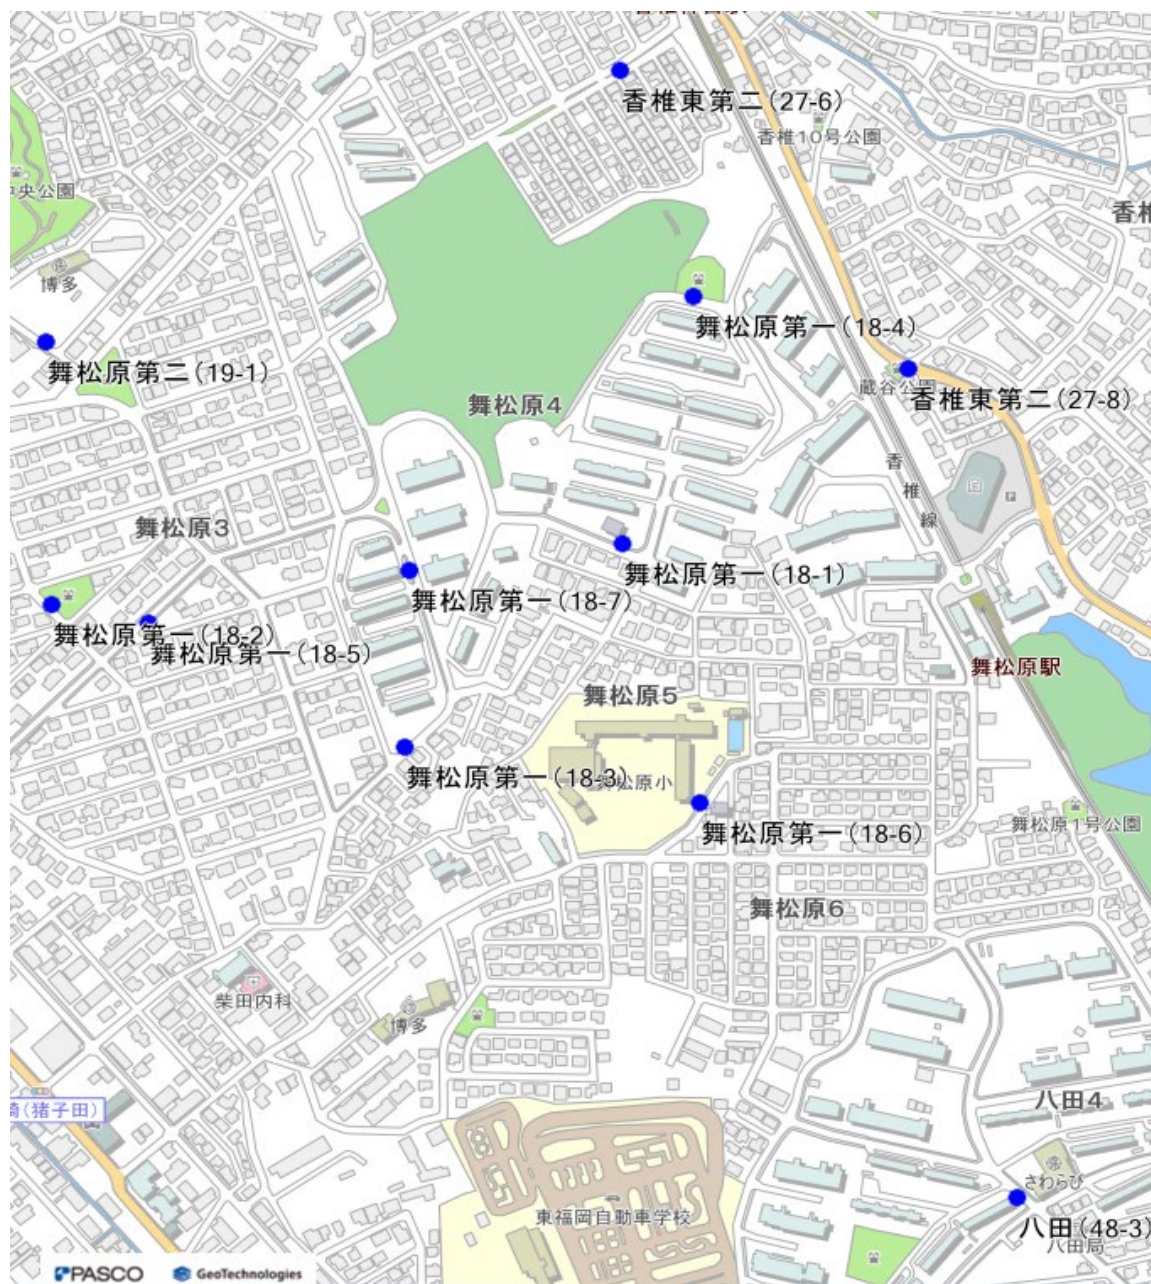 香椎東第二(27-6)
香椎10号公園
央公園
香椎
博多
舞松原第一(18-4)
舞松原第二(19-1)
蔵谷公園
香椎東第二(27-8)
舞松原4
香椎線
舞松原3
舞松原第一(18-1)
舞松原第一(18-7)
舞松原第一(18-2)
舞松原第一(18-5)
舞松原駅
舞松原5
舞松原第一(18-3)
松原小
舞松原1号公園
舞松原第一(18-6)
舞松原6
柴田内科
博多
八田4
(猪子田)
さわらび
東福岡自動車学校
八田(48-3)
八田局
PASCO GeoTechnologies